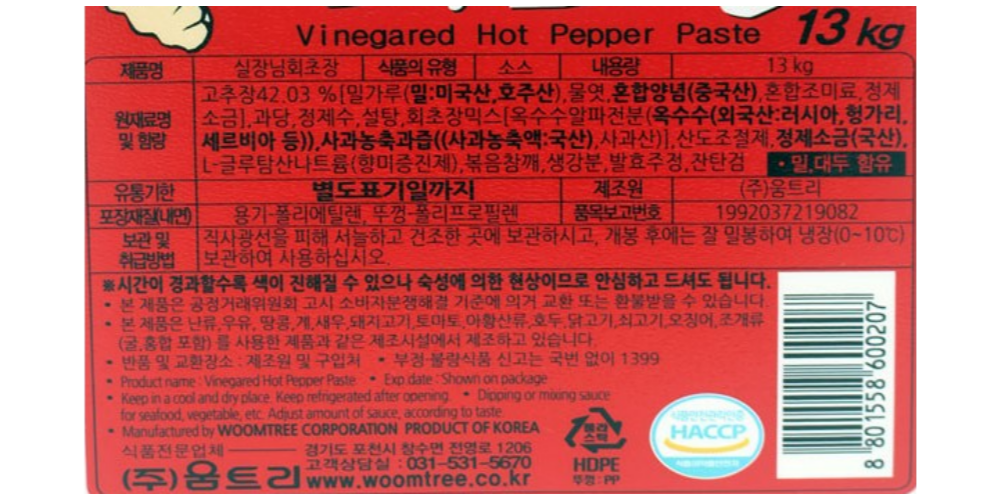 Vinegared Hot Pepper Paste 13 kg
제품명 실장님회초장 식품의 유형 소스 내용량 13 kg
원재료명 및 함량
고추장42.03 %[밀가루(밀:미국산,호주산),물엿,혼합양념(중국산),혼합조미료,정제
소금],과당,정제수,설탕,회초장믹스[옥수수알파전분(옥수수(외국산:러시아,헝가리,
세르비아 등)),사과농축과즙((사과농축액:국산),사과산)],산도조절제,정제소금(국산),
L-글루탐산나트륨(향미증진제),볶음참깨,생강분,발효주정,잔탄검 • 밀,대두 함유
유통기한 별도표기일까지 제조원 (주)움트리
포장재질(내면) 용기-폴리에틸렌, 뚜껑-폴리프로필렌 품목보고번호 1992037219082
보관 및 취급방법
직사광선을 피해 서늘하고 건조한 곳에 보관하시고, 개봉 후에는 잘 밀봉하여 냉장(0~10℃)
보관하여 사용하십시오.
※시간이 경과할수록 색이 진해질 수 있으나 숙성에 의한 현상이므로 안심하고 드셔도 됩니다.
• 본 제품은 공정거래위원회 고시 소비자분쟁해결 기준에 의거 교환 또는 환불받을 수 있습니다.
• 본 제품은 난류,우유, 땅콩,게,새우,돼지고기,토마토,아황산류,호두,닭고기,쇠고기,오징어,조개류
(굴,홍합 포함) 를 사용한 제품과 같은 제조시설에서 제조하고 있습니다.
• 반품 및 교환장소 : 제조원 및 구입처 • 부정·불량식품 신고는 국번 없이 1399
• Product name : Vinegared Hot Pepper Paste • Exp date : Shown on package
• Keep in a cool and dry place. Keep refrigerated after opening. • Dipping or mixing sauce
for seafood, vegetable, etc. Adjust amount of sauce, according to taste
• Manufactured by WOOMTREE CORPORATION PRODUCT OF KOREA
식품전문업체 경기도 포천시 창수면 전영로 1206
(주)움트리 고객상담실 : 031-531-5670
www.woomtree.co.kr
플라스틱
HDPE
뚜껑 : PP
HACCP
8 801558 600207